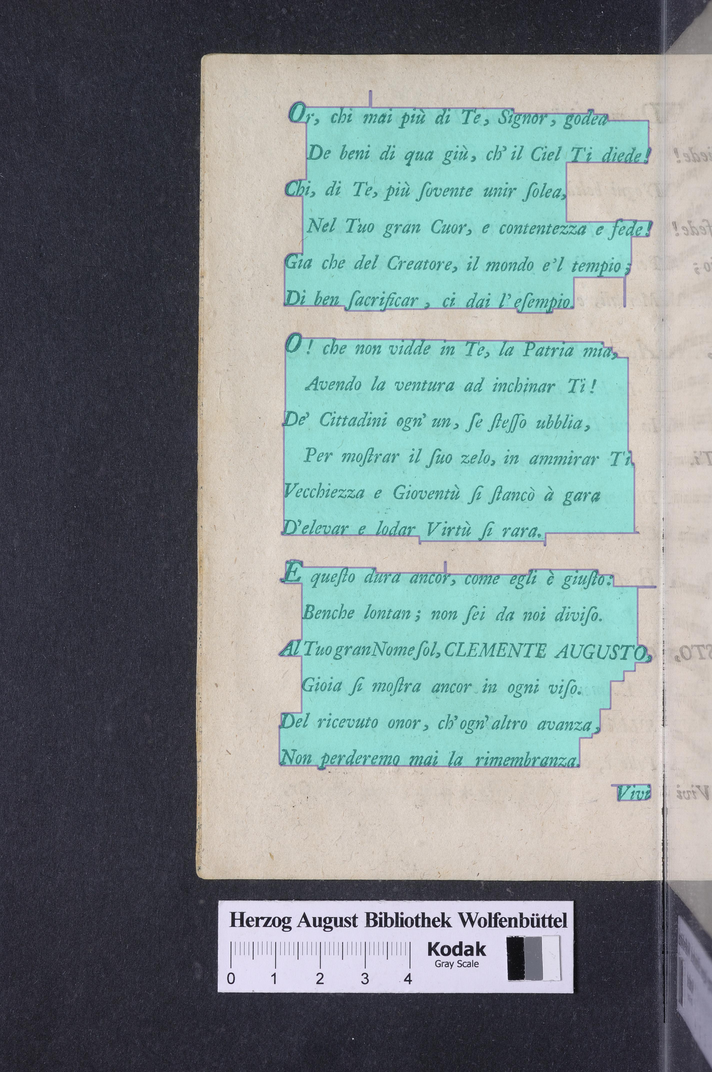 Or, chi mai più di Te, Signor, godea
De beni di qua giù, ch'il Ciel Ti diede!
Chi, di Te, più ſovente unir ſolea,
Nel Tuo gran Cuor, e contentezza e fede!
Gia che del Creatore, il mondo e'l tempio;
Di ben ſacrificar, ci dai l'eſempio.
O! che non vidde in Te, la Patria mia,
Avendo la ventura ad inchinar Ti!
De' Cittadini ogn' un, ſe ſteſſo ubblia,
Per moſtrar il ſuo zelo, in ammirar Ti.
Vecchiezza e Gioventù ſi ſtancò à gara
D'elevar e lodar Virtù ſi rara.
E queſto dura ancor, come egli è giuſto:
Benche lontan; non ſei da noi diviſo.
Al Tuo gran Nome ſol, CLEMENTE AUGUSTO,
Gioia ſi moſtra ancor in ogni viſo.
Del ricevuto onor, ch'ogn'altro avanza,
Non perderemo mai la rimembranza.
Vivi
Herzog August Bibliothek Wolfenbüttel
Kodak
Gray Scale
0 1 2 3 4